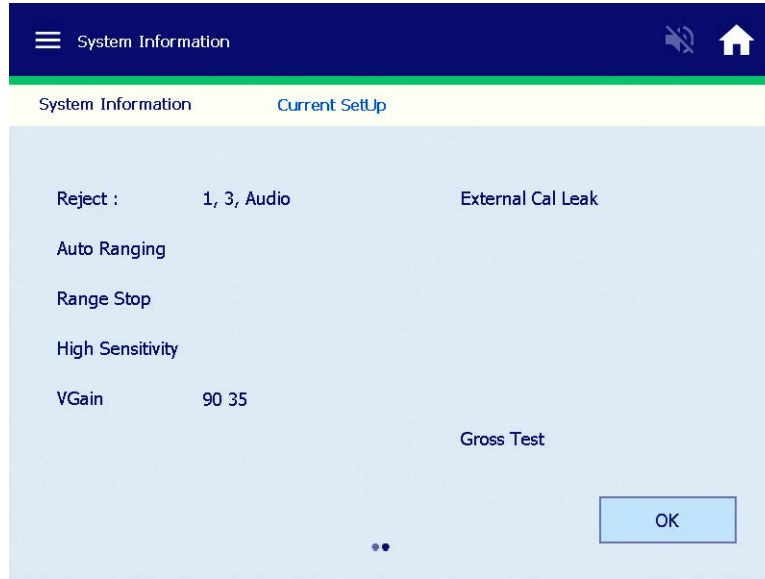 System Information
System Information Current SetUp
Reject : 1, 3, Audio External Cal Leak
Auto Ranging
Range Stop
High Sensitivity
VGain 90 35
Gross Test
OK